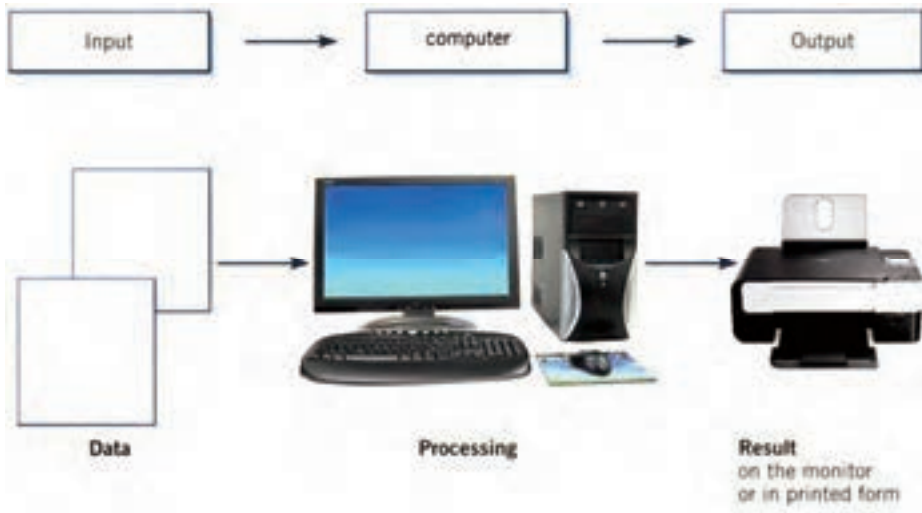 Input
computer
Output
Data
Processing
Result
on the monitor
or in printed form